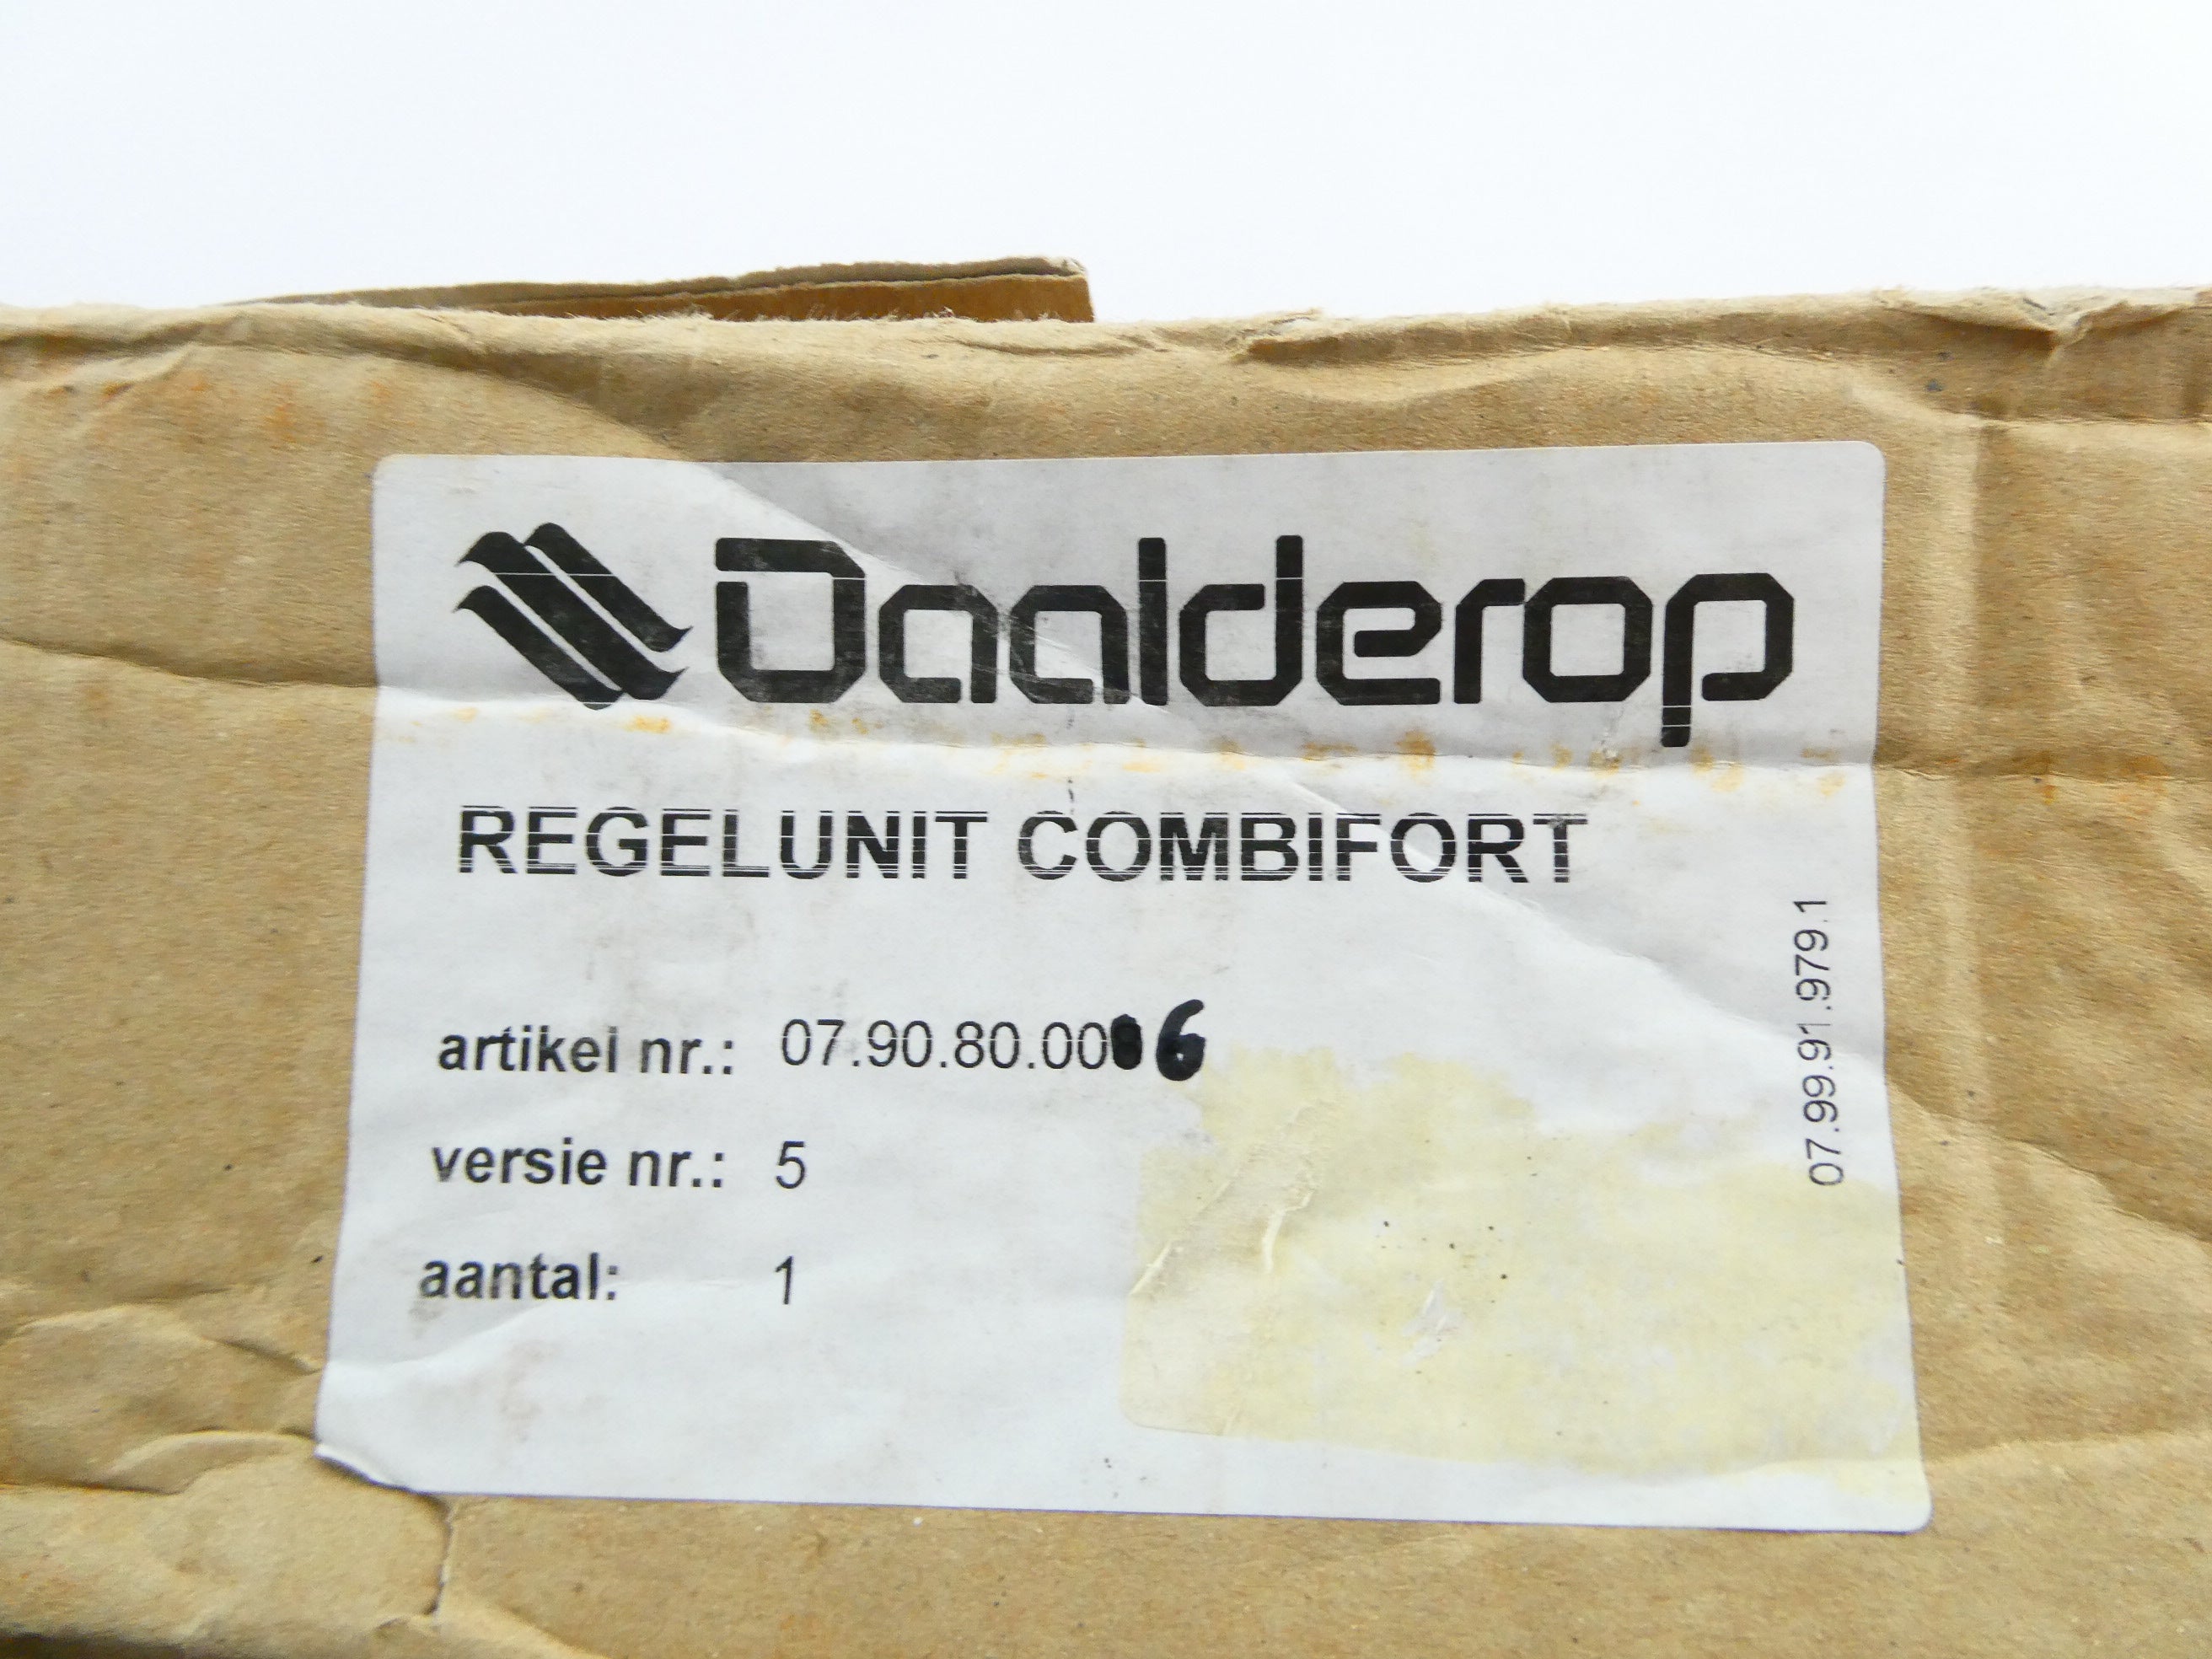 Daalderop
REGELUNIT COMBIFORT
artikel nr.: 07.90.80.00 6
versie nr.: 5
aantal: 1
07.99.91.979.1